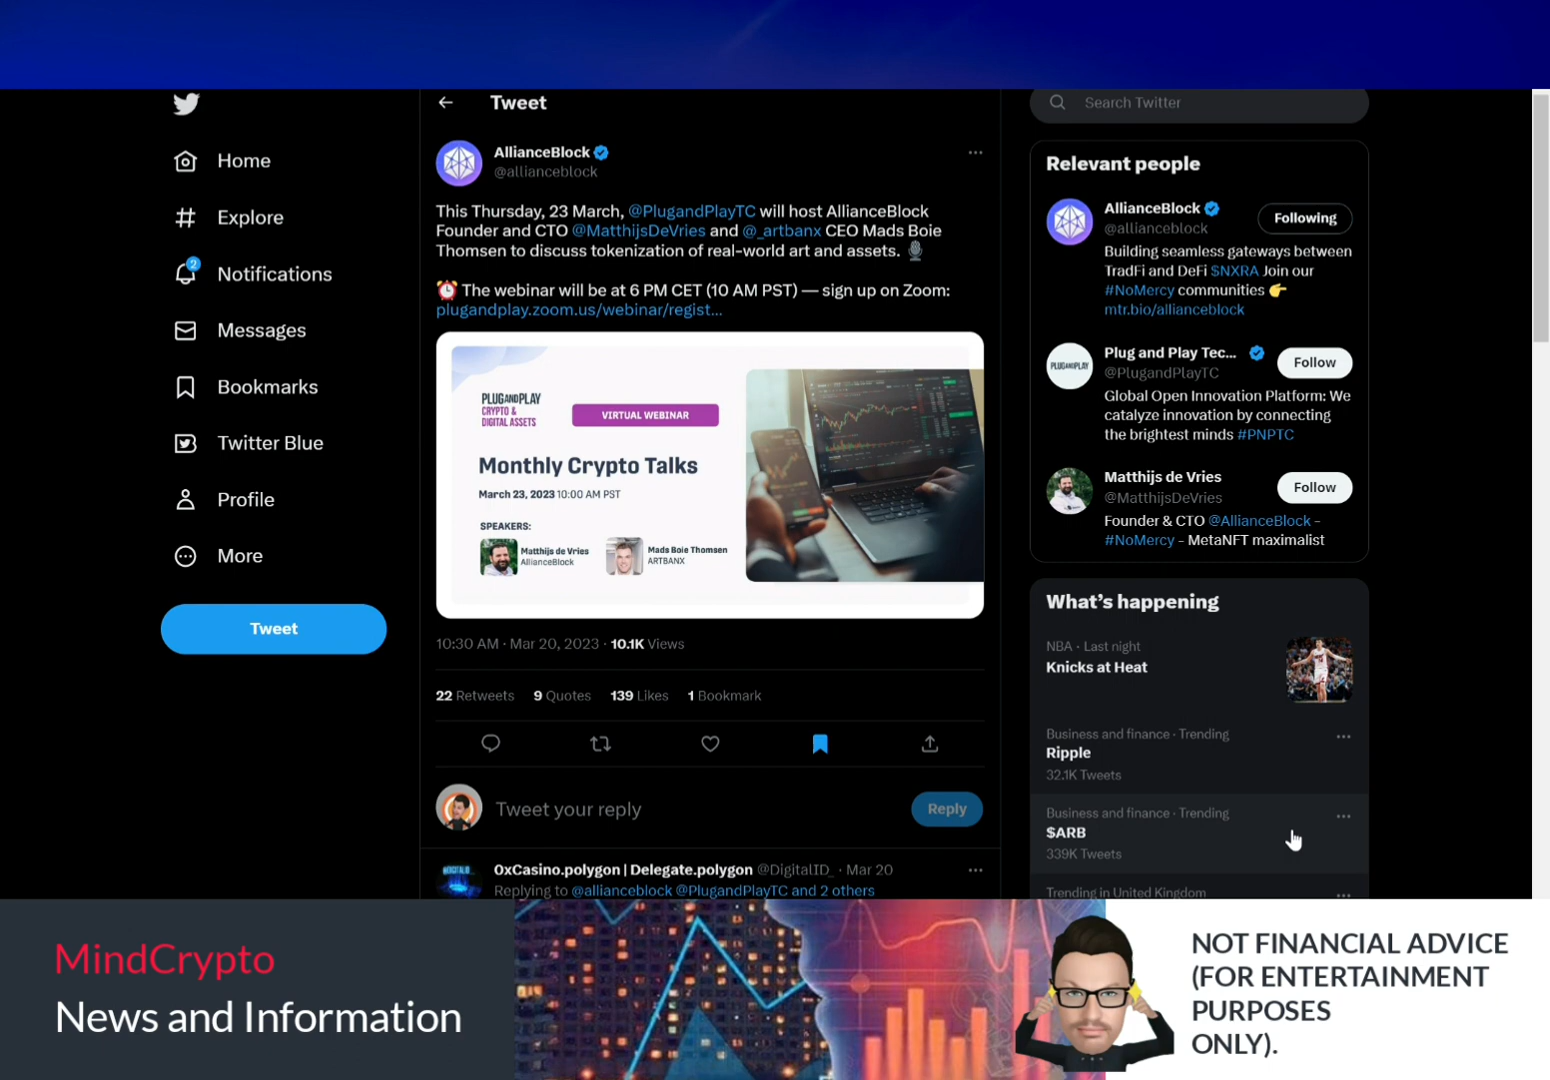 Home
Explore
2
Notifications
Messages
Bookmarks
Twitter Blue
Profile
More
Tweet
Tweet
AllianceBlock
@allianceblock
This Thursday, 23 March, @PlugandPlayTC will host AllianceBlock
Founder and CTO @MatthijsDeVries and @_artbanx CEO Mads Boie
Thomsen to discuss tokenization of real-world art and assets.
The webinar will be at 6 PM CET (10 AM PST) — sign up on Zoom:
plugandplay.zoom.us/webinar/regist...
PLUGANDPLAY
CRYPTO &
DIGITAL ASSETS
VIRTUAL WEBINAR
Monthly Crypto Talks
March 23, 2023 10:00 AM PST
SPEAKERS:
Matthijs de Vries
AllianceBlock
Mads Boie Thomsen
ARTBANX
10:30 AM · Mar 20, 2023 · 10.1K Views
22 Retweets 9 Quotes 139 Likes 1 Bookmark
Tweet your reply
Reply
0xCasino.polygon | Delegate.polygon @DigitalID_ · Mar 20
Replying to @allianceblock @PlugandPlayTC and 2 others
Search Twitter
Relevant people
AllianceBlock
@allianceblock
Following
Building seamless gateways between
TradFi and DeFi $NXRA Join our
#NoMercy communities
mtr.bio/allianceblock
PLUGANDPLAY
Plug and Play Tec...
@PlugandPlayTC
Follow
Global Open Innovation Platform: We
catalyze innovation by connecting
the brightest minds #PNPTC
Matthijs de Vries
@MatthijsDeVries
Follow
Founder & CTO @AllianceBlock -
#NoMercy - MetaNFT maximalist
What's happening
NBA · Last night
Knicks at Heat
Business and finance · Trending
Ripple
32.1K Tweets
Business and finance · Trending
$ARB
339K Tweets
Trending in United Kingdom
MindCrypto
News and Information
NOT FINANCIAL ADVICE
(FOR ENTERTAINMENT
PURPOSES
ONLY).